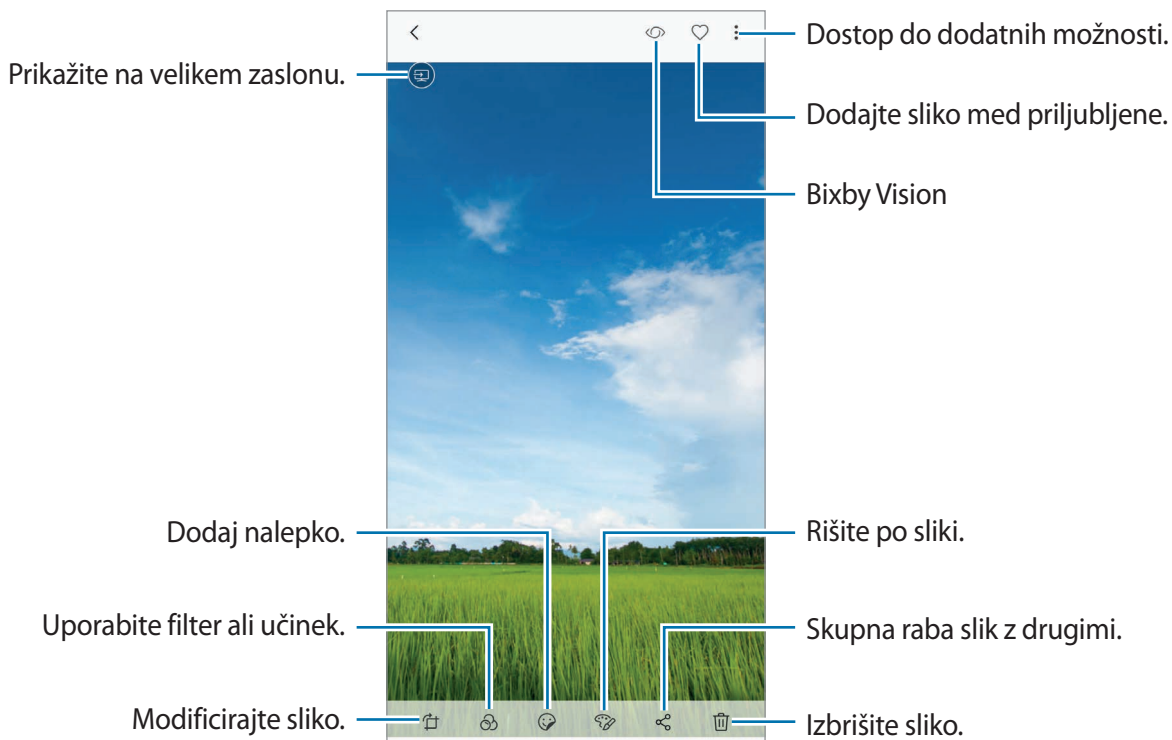 Dostop do dodatnih možnosti.
Prikažite na velikem zaslonu.
Dodajte sliko med priljubljene.
Bixby Vision
Dodaj nalepko.
Rišite po sliki.
Uporabite filter ali učinek.
Skupna raba slik z drugimi.
Modificirajte sliko.
Izbrišite sliko.